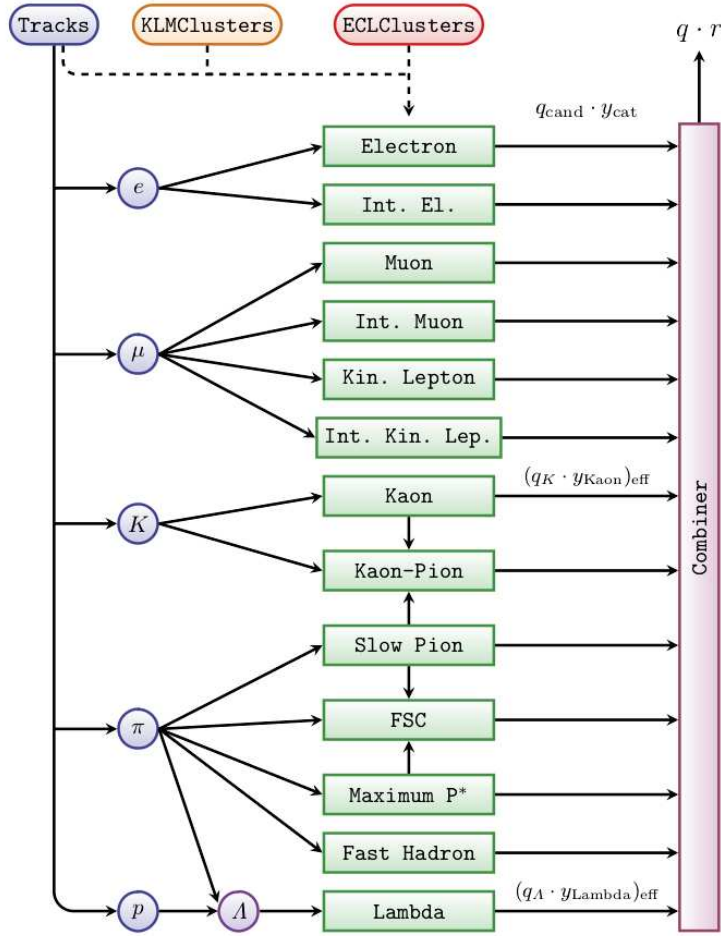 Tracks KLMClusters ECLClusters
q · r
q_cand · y_cat
Electron
e
Int. El.
Muon
Int. Muon
μ
Kin. Lepton
Int. Kin. Lep.
(q_K · y_Kaon)_eff
Kaon
K
Kaon-Pion
Combiner
Slow Pion
π
FSC
Maximum P*
Fast Hadron
(q_Λ · y_Lambda)_eff
p Λ Lambda